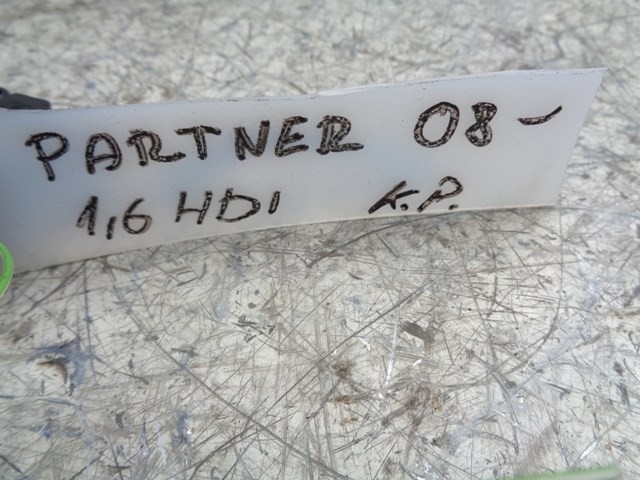 PARTNER 08-
1,6 HDI K.P.